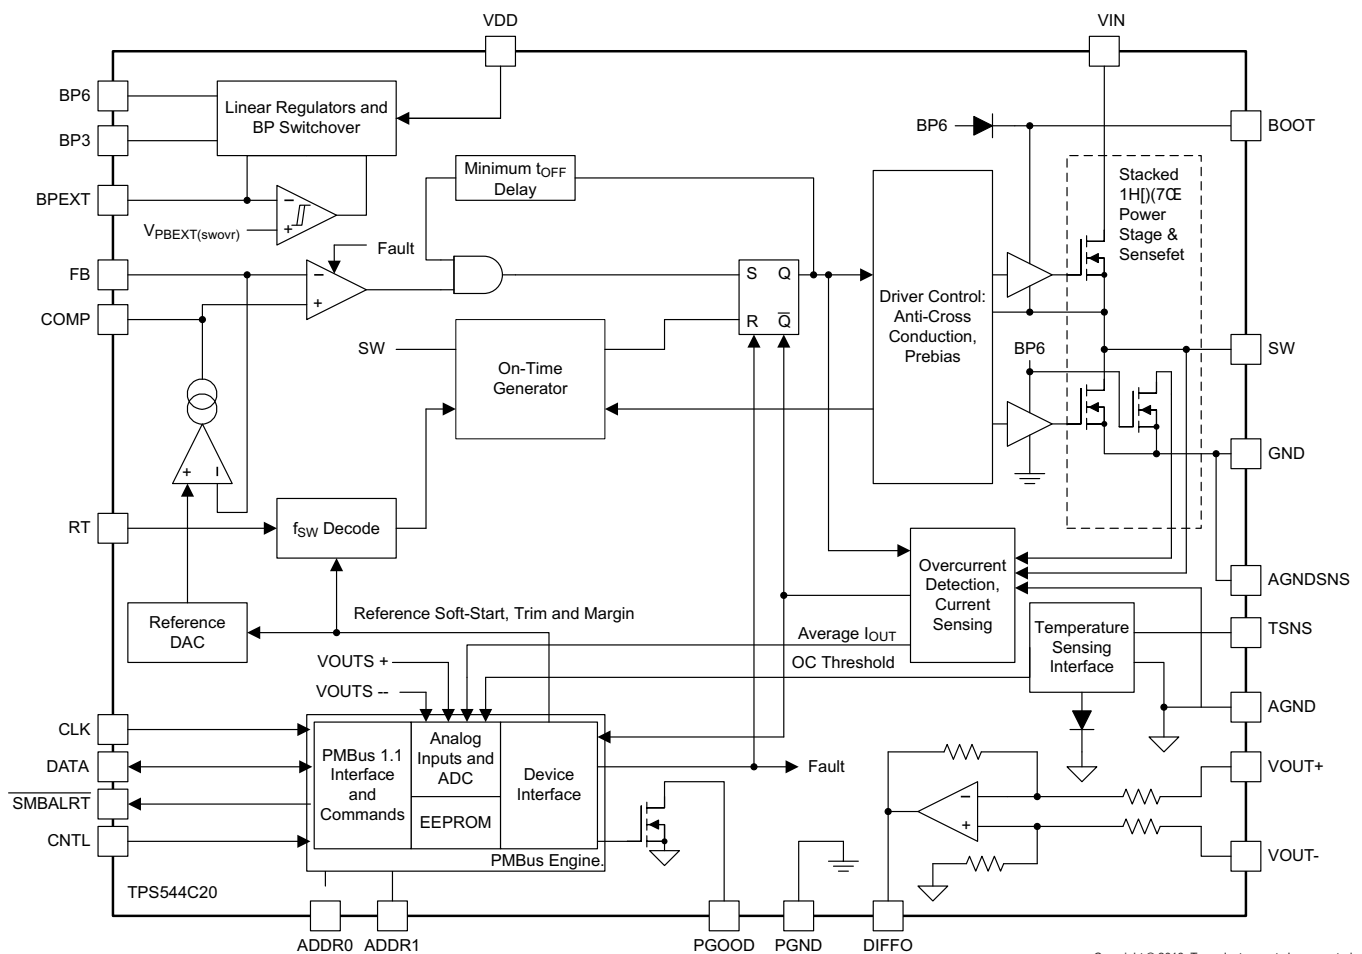 VDD
VIN
BP6
Linear Regulators and
BP Switchover
BP3
BP6
BOOT
Minimum tOFF
Delay
Stacked
1H[)(7Œ
Power
Stage &
Sensefet
BPEXT
−
+
VPBEXT(swovr)
Fault
FB
−
+
S Q
R Q̅
COMP
Driver Control:
Anti-Cross
Conduction,
Prebias
SW
On-Time
Generator
BP6
SW
GND
+ −
RT
fSW Decode
Overcurrent
Detection,
Current
Sensing
AGNDSNS
Reference
DAC
Reference Soft-Start, Trim and Margin
Temperature
Sensing
Interface
TSNS
Average IOUT
VOUTS +
OC Threshold
VOUTS --
AGND
CLK
PMBus 1.1
Interface
and
Commands
Analog
Inputs and
ADC
Device
Interface
EEPROM
Fault
DATA
VOUT+
SMBALRT
−
+
CNTL
VOUT-
PMBus Engine.
TPS544C20
ADDR0
ADDR1
PGOOD
PGND
DIFFO